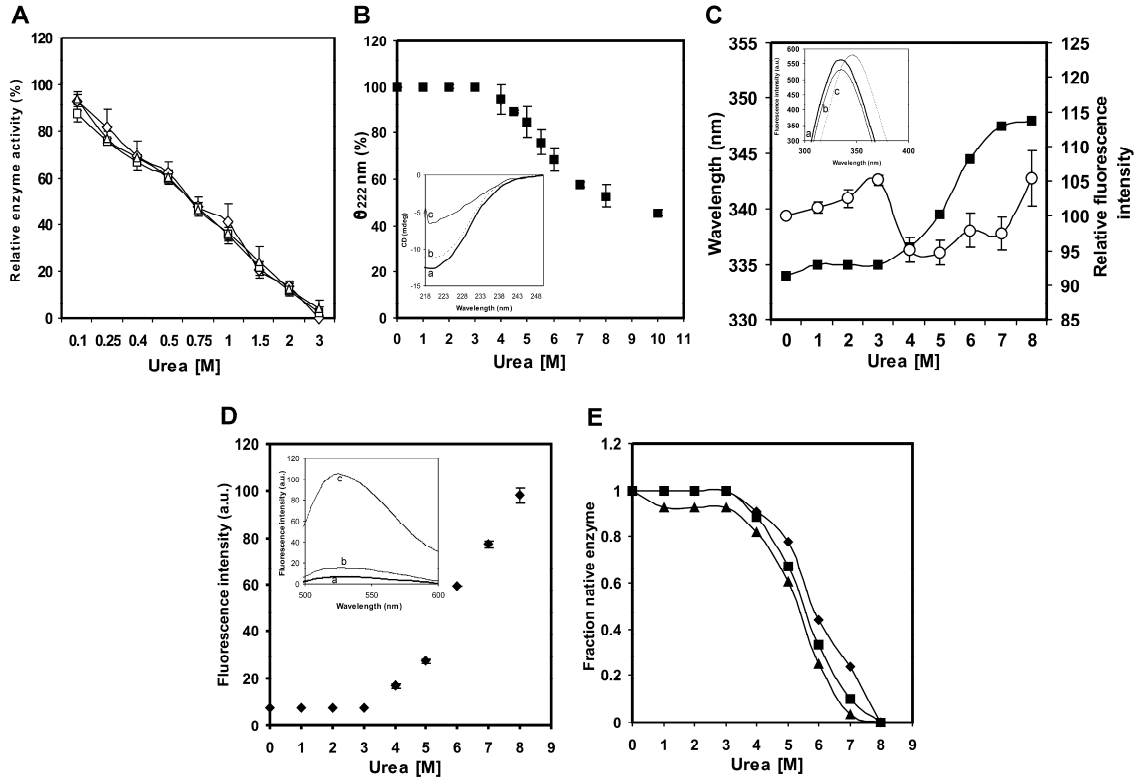 A
120
100
80
60
40
20
0
Relative enzyme activity (%)
0.1 0.25 0.4 0.5 0.75 1 1.5 2 3
Urea [M]
B
120
100
80
60
40
20
0
θ222 nm (%)
0 1 2 3 4 5 6 7 8 9 10 11
Urea [M]
0
-5
-10
-15
CD (mdeg)
c
b
a
218 223 228 233 238 243 248
Wavelength (nm)
C
355
350
345
340
335
330
Wavelength (nm)
125
120
115
110
105
100
95
90
85
Relative fluorescence
intensity
0 1 2 3 4 5 6 7 8
Urea [M]
600
550
500
450
400
350
300
Fluorescence intensity (a.u)
c
b
a
300 350 400
Wavelength (nm)
D
120
100
80
60
40
20
0
Fluorescence intensity (a.u.)
0 1 2 3 4 5 6 7 8 9
Urea [M]
120
100
80
60
40
20
0
Fluorescence intensity (a.u.)
c
b
a
500 550 600
Wavelength (nm)
E
1.2
1
0.8
0.6
0.4
0.2
0
Fraction native enzyme
0 1 2 3 4 5 6 7 8 9
Urea [M]